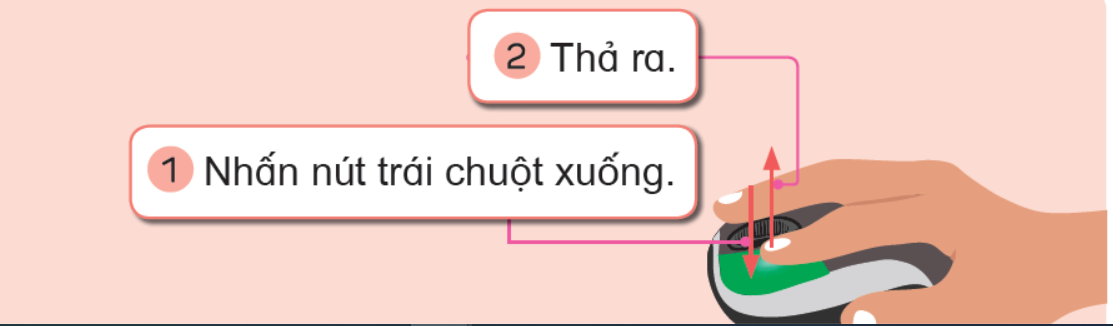 2 Thả ra.
1 Nhấn nút trái chuột xuống.